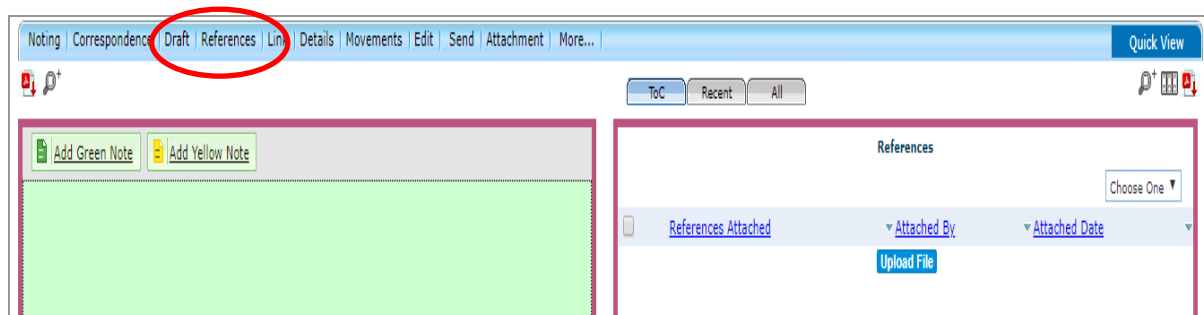 Noting | Correspondence | Draft | References | Link | Details | Movements | Edit | Send | Attachment | More... |
Quick View
ToC Recent All
Add Green Note Add Yellow Note
References
Choose One
References Attached Attached By Attached Date
Upload File